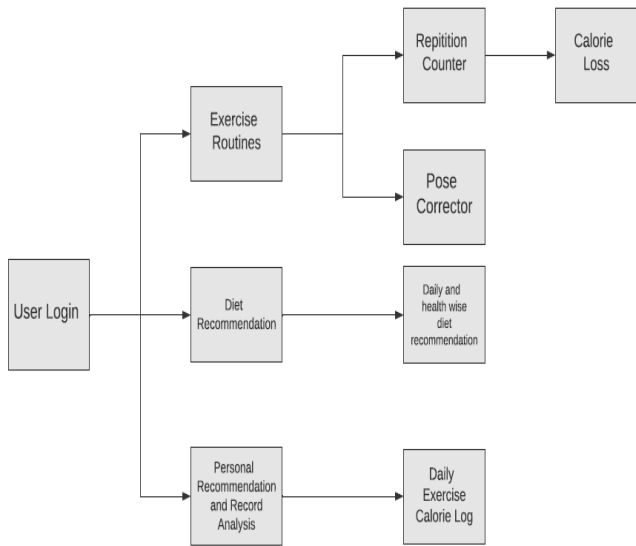 Repitition
Counter
Calorie
Loss
Exercise
Routines
Pose
Corrector
User Login
Diet
Recommendation
Daily and
health wise
diet
recommendation
Personal
Recommendation
and Record
Analysis
Daily
Exercise
Calorie Log